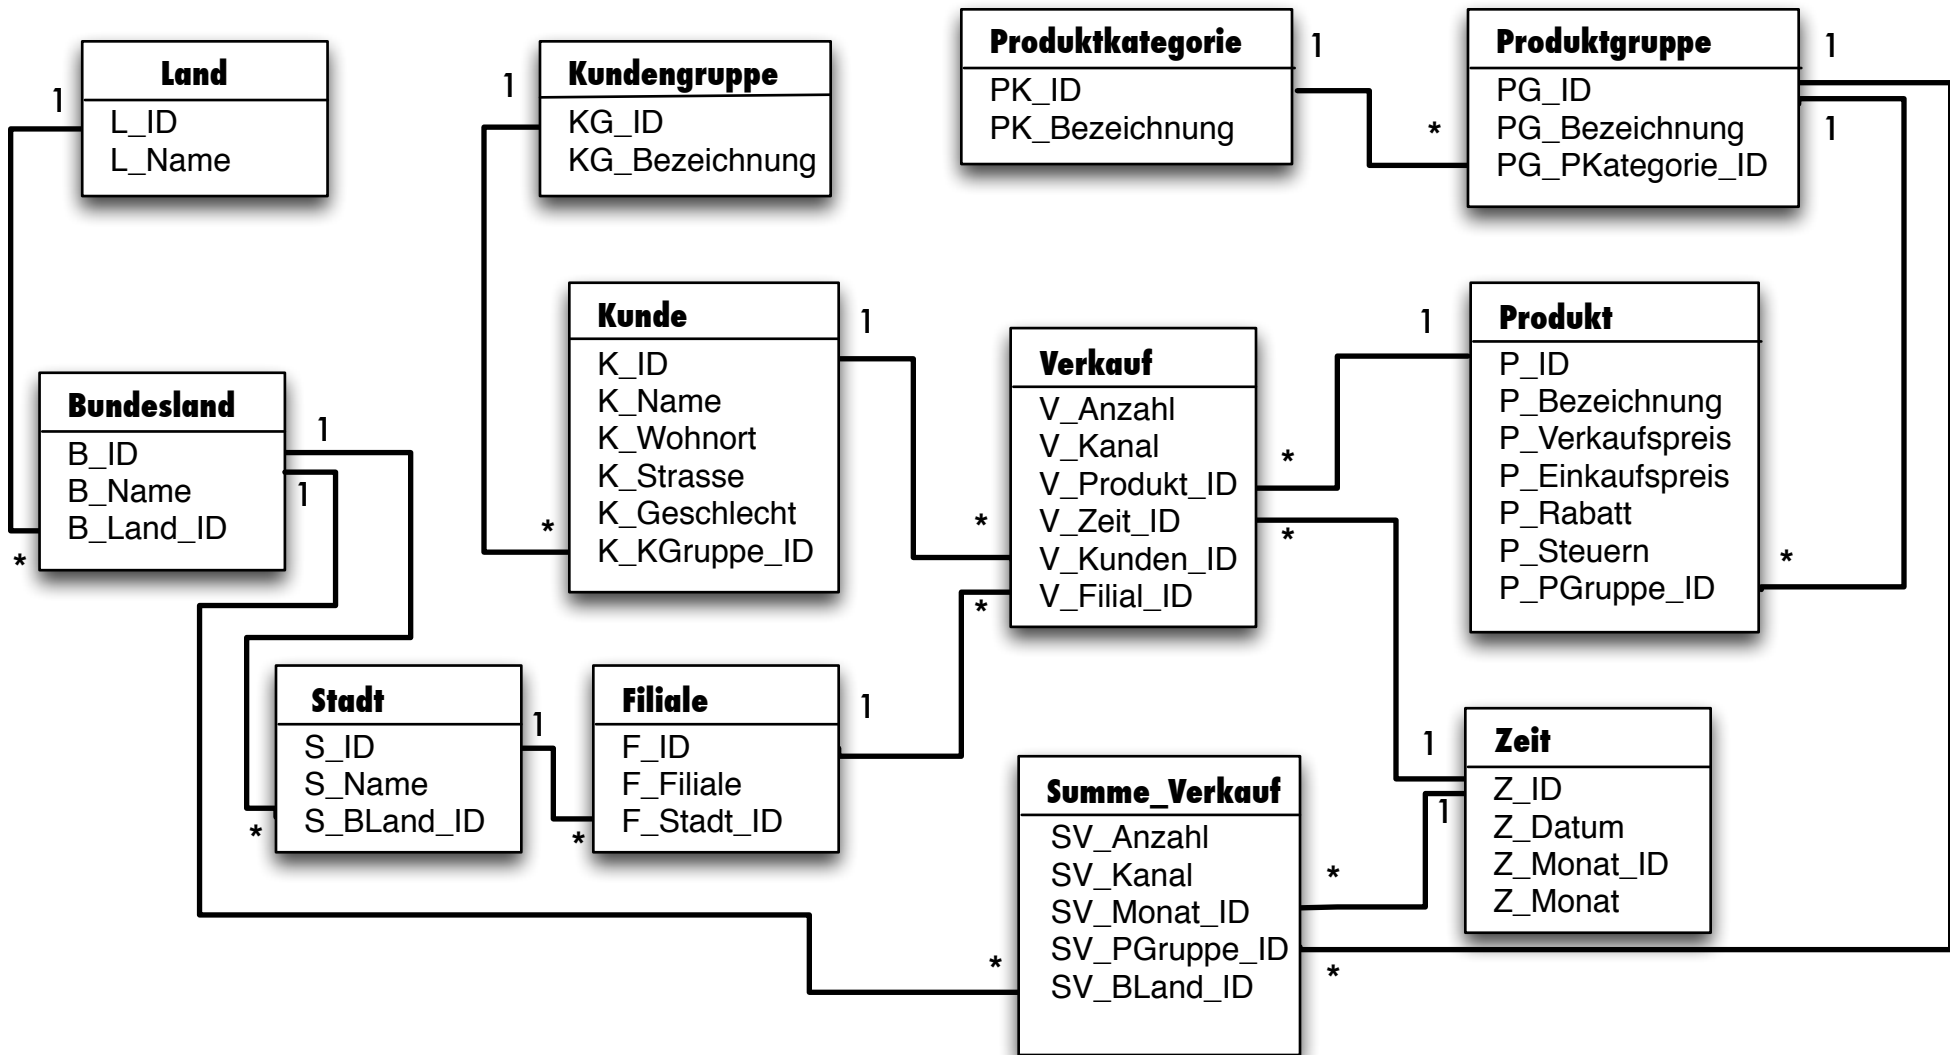 Land
L_ID
L_Name
1
Kundengruppe
KG_ID
KG_Bezeichnung
1
Produktkategorie
PK_ID
PK_Bezeichnung
1
Produktgruppe
PG_ID
PG_Bezeichnung
PG_PKategorie_ID
*
1
1
Bundesland
B_ID
B_Name
B_Land_ID
*
1
1
Kunde
K_ID
K_Name
K_Wohnort
K_Strasse
K_Geschlecht
K_KGruppe_ID
*
1
Verkauf
V_Anzahl
V_Kanal
V_Produkt_ID
V_Zeit_ID
V_Kunden_ID
V_Filial_ID
*
*
*
*
Produkt
P_ID
P_Bezeichnung
P_Verkaufspreis
P_Einkaufspreis
P_Rabatt
P_Steuern
P_PGruppe_ID
1
*
Stadt
S_ID
S_Name
S_BLand_ID
*
1
Filiale
F_ID
F_Filiale
F_Stadt_ID
*
1
Summe_Verkauf
SV_Anzahl
SV_Kanal
SV_Monat_ID
SV_PGruppe_ID
SV_BLand_ID
*
*
*
Zeit
Z_ID
Z_Datum
Z_Monat_ID
Z_Monat
1
1